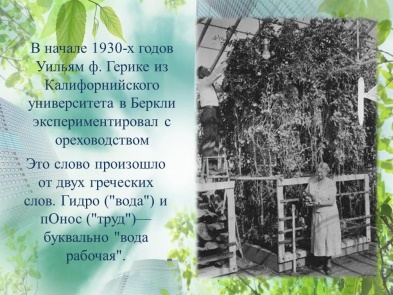 В начале 1930-х годов
Уильям ф. Герике из
Калифорнийского
университета в Беркли
экспериментировал с
ореховодством
Это слово произошло
от двух греческих
слов. Гидро ("вода") и
пОнос ("труд")—
буквально "вода
рабочая".